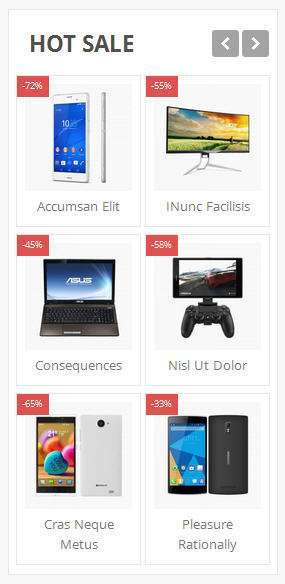 HOT SALE
-72%
-55%
Accumsan Elit
INunc Facilisis
-45%
-58%
ASUS
Consequences
Nisl Ut Dolor
-65%
-33%
Cras Neque
Metus
Pleasure
Rationally